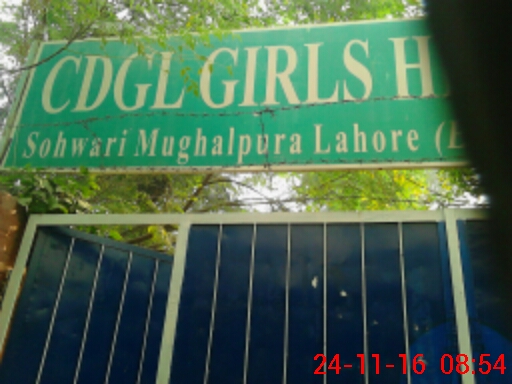 CDGL GIRLS
Sohwari Mughalpura Lahore
24-11-16 08:54